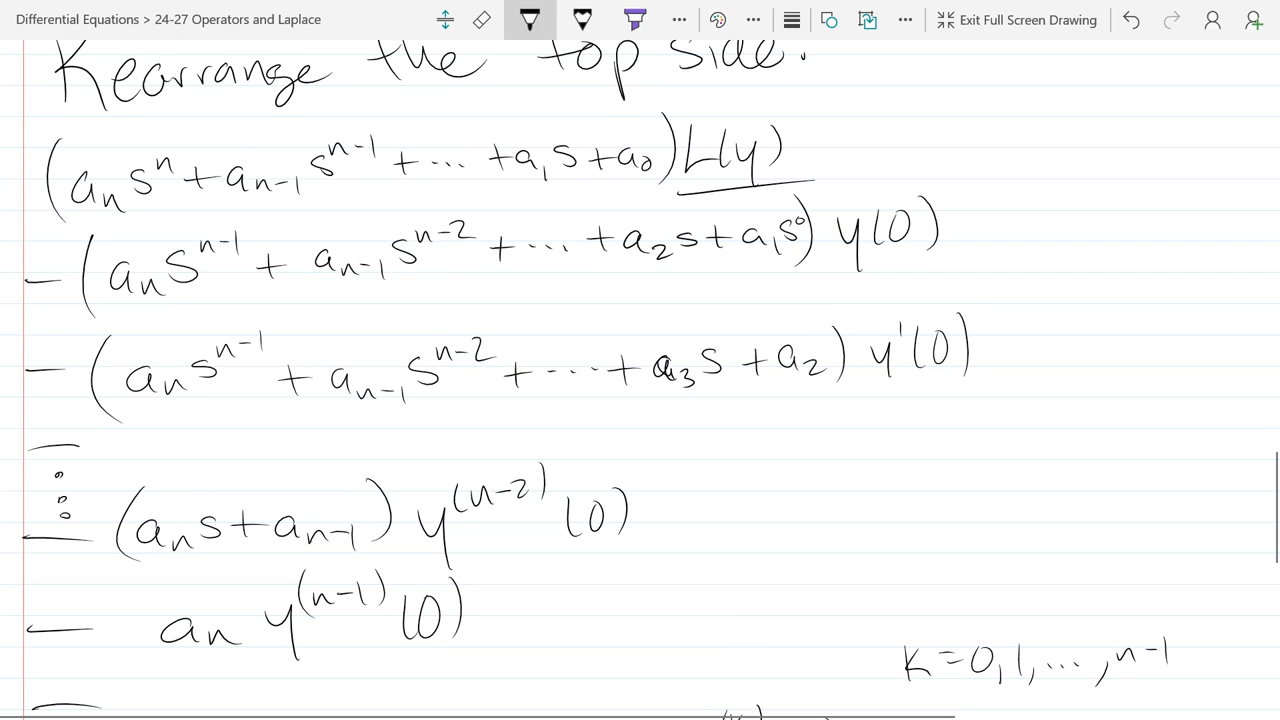 Differential Equations > 24-27 Operators and Laplace
Exit Full Screen Drawing
Rearrange the top side.
(aₙsⁿ + aₙ₋₁sⁿ⁻¹ + ... + a₁s + a₀)L(y)
— (aₙsⁿ⁻¹ + aₙ₋₁sⁿ⁻² + ... + a₂s + a₁s⁰) y(0)
— (aₙsⁿ⁻¹ + aₙ₋₁sⁿ⁻² + ... + a₃s + a₂) y'(0)
—
⋮
— (aₙs + aₙ₋₁) y⁽ⁿ⁻²⁾(0)
— aₙ y⁽ⁿ⁻¹⁾(0)
K = 0, 1, ..., n-1